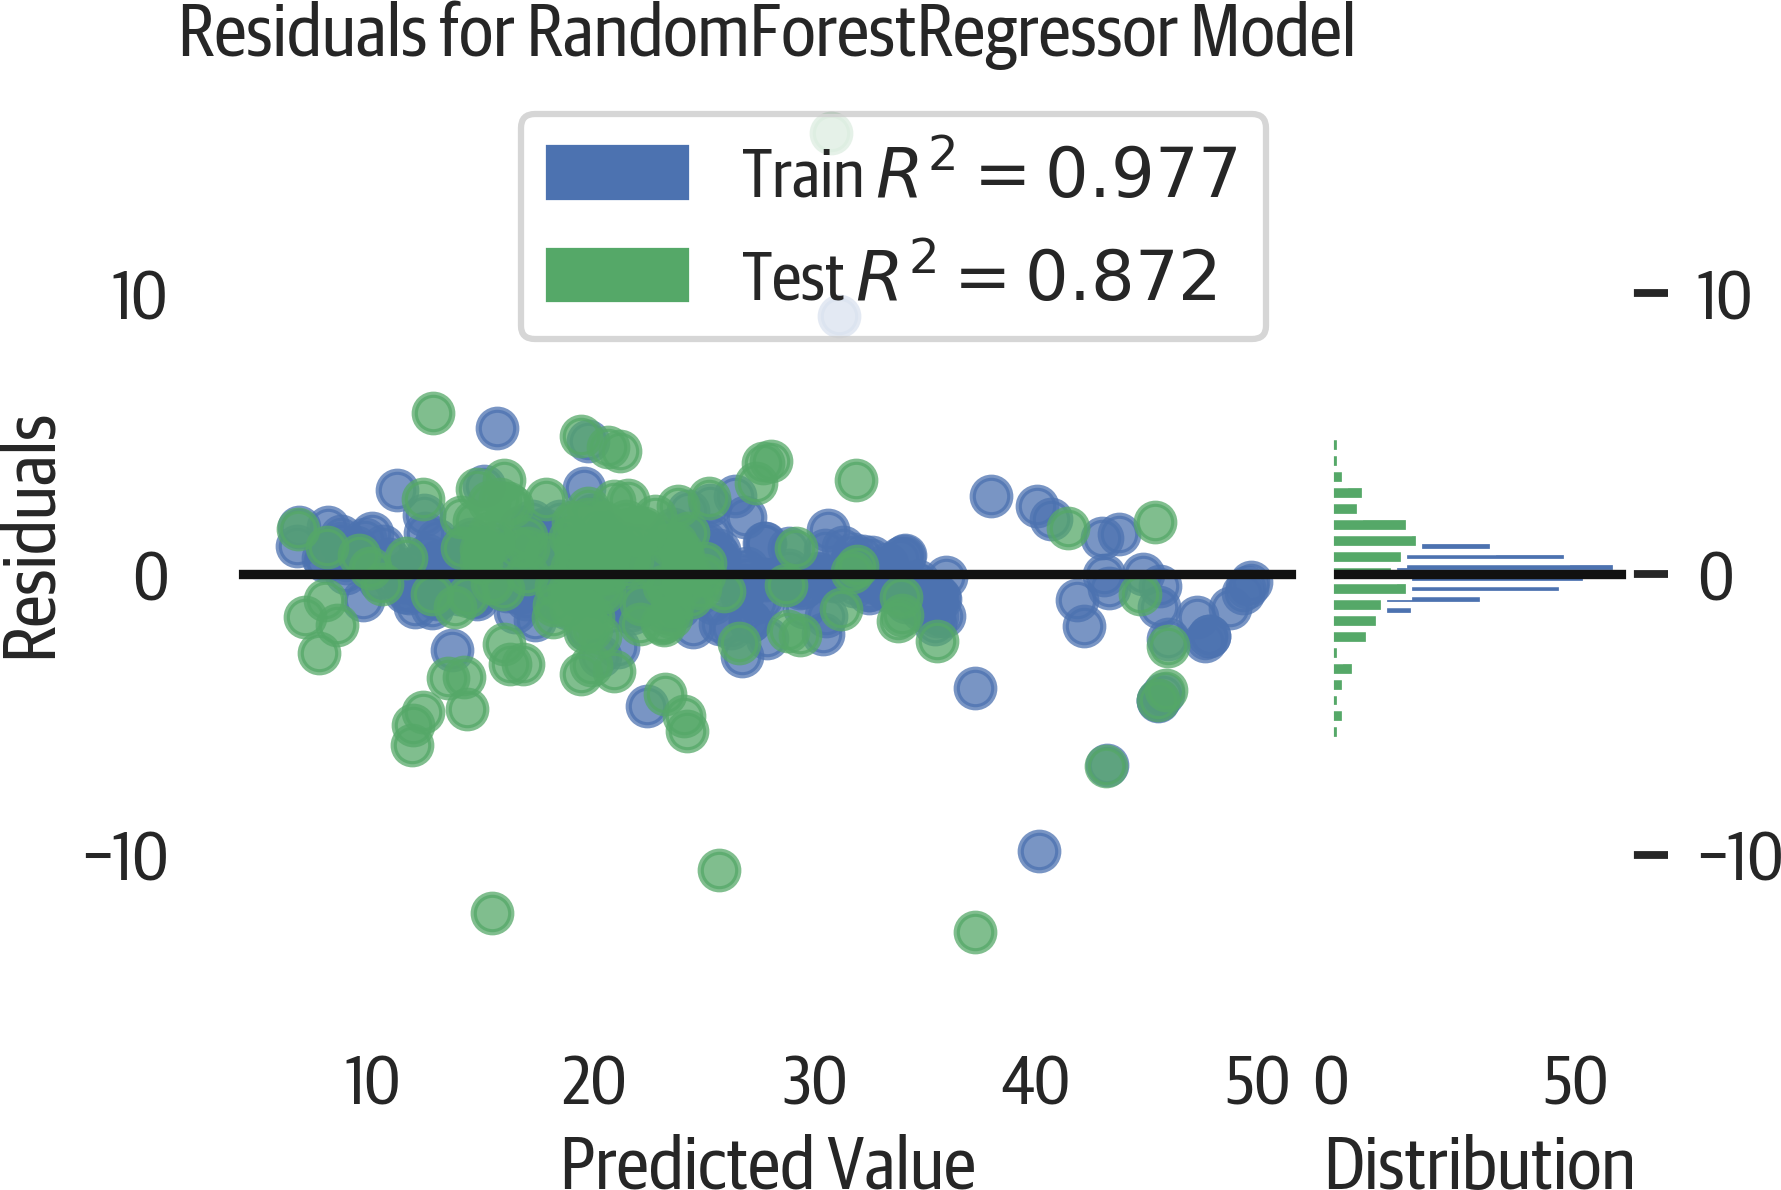 Residuals for RandomForestRegressor Model
Train R² = 0.977
Test R² = 0.872
Residuals
10
0
−10
10
0
−10
10 20 30 40 50 0 50
Predicted Value
Distribution